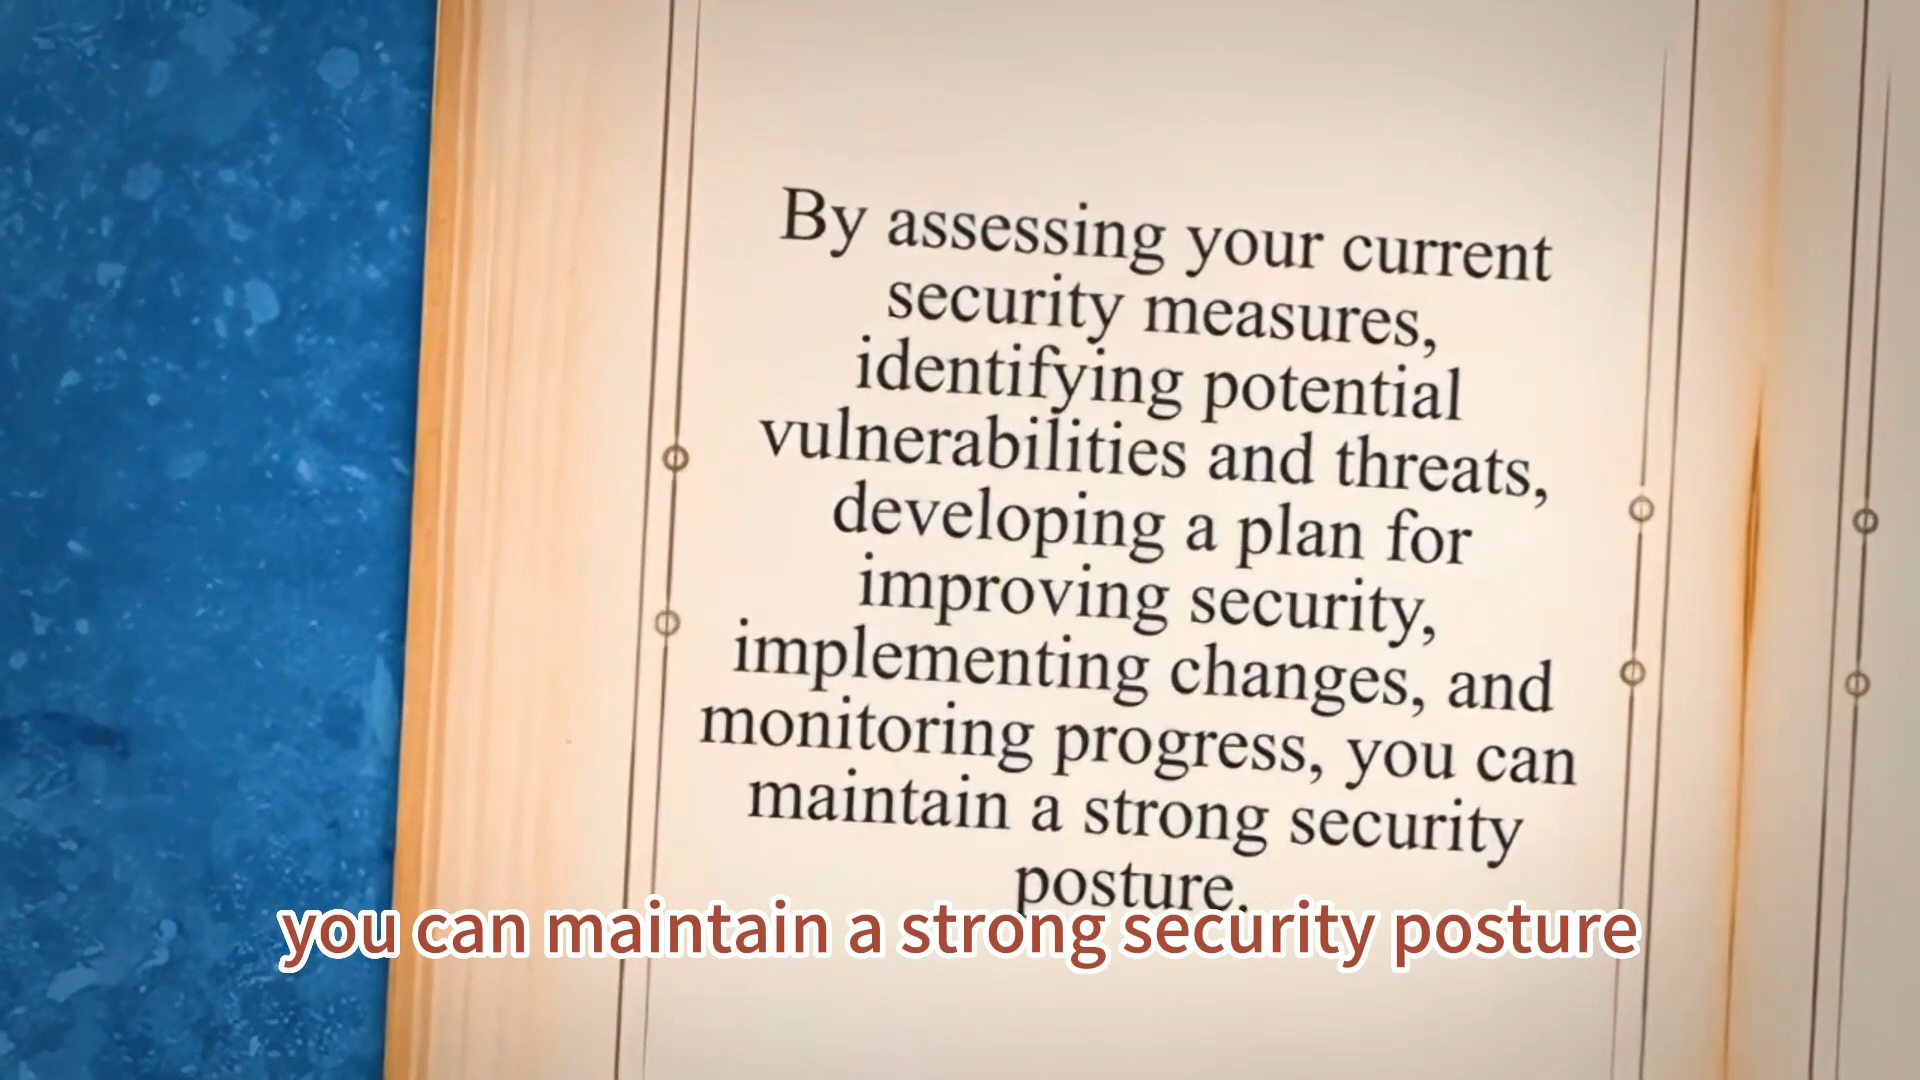 By assessing your current
security measures,
identifying potential
vulnerabilities and threats,
developing a plan for
improving security,
implementing changes, and
monitoring progress, you can
maintain a strong security
posture.
you can maintain a strong security posture